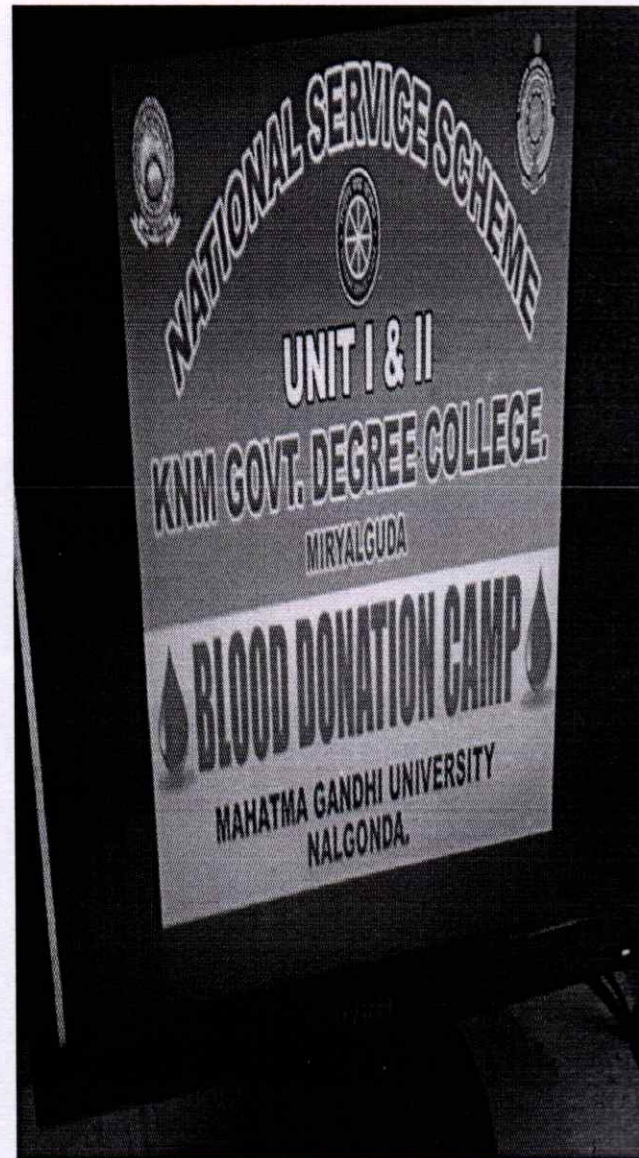 NATIONAL SERVICE SCHEME
UNIT I & II
KNM GOVT. DEGREE COLLEGE.
MIRYALGUDA
BLOOD DONATION CAMP
MAHATMA GANDHI UNIVERSITY
NALGONDA.